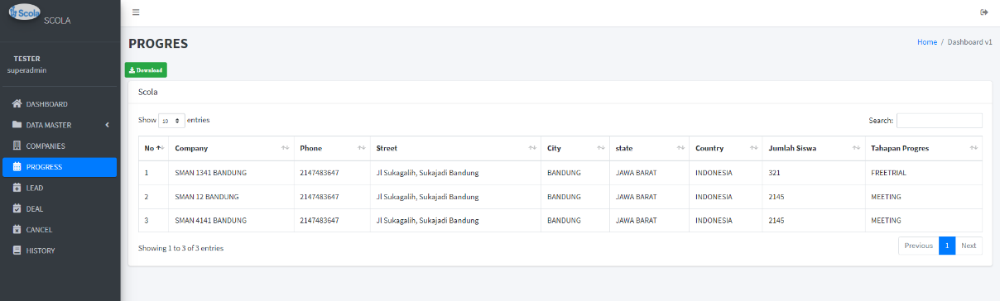 Scola SCOLA
TESTER
superadmin
DASHBOARD
DATA MASTER
COMPANIES
PROGRESS
LEAD
DEAL
CANCEL
HISTORY
PROGRES
Home / Dashboard v1
Download
Scola
Show 10 entries Search:
No Company Phone Street City state Country Jumlah Siswa Tahapan Progres
1 SMAN 1341 BANDUNG 2147483647 Jl Sukagalih, Sukajadi Bandung BANDUNG JAWA BARAT INDONESIA 321 FREETRIAL
2 SMAN 12 BANDUNG 2147483647 Jl Sukagalih, Sukajadi Bandung BANDUNG JAWA BARAT INDONESIA 2145 MEETING
3 SMAN 4141 BANDUNG 2147483647 Jl Sukagalih, Sukajadi Bandung BANDUNG JAWA BARAT INDONESIA 2145 MEETING
Showing 1 to 3 of 3 entries
Previous 1 Next